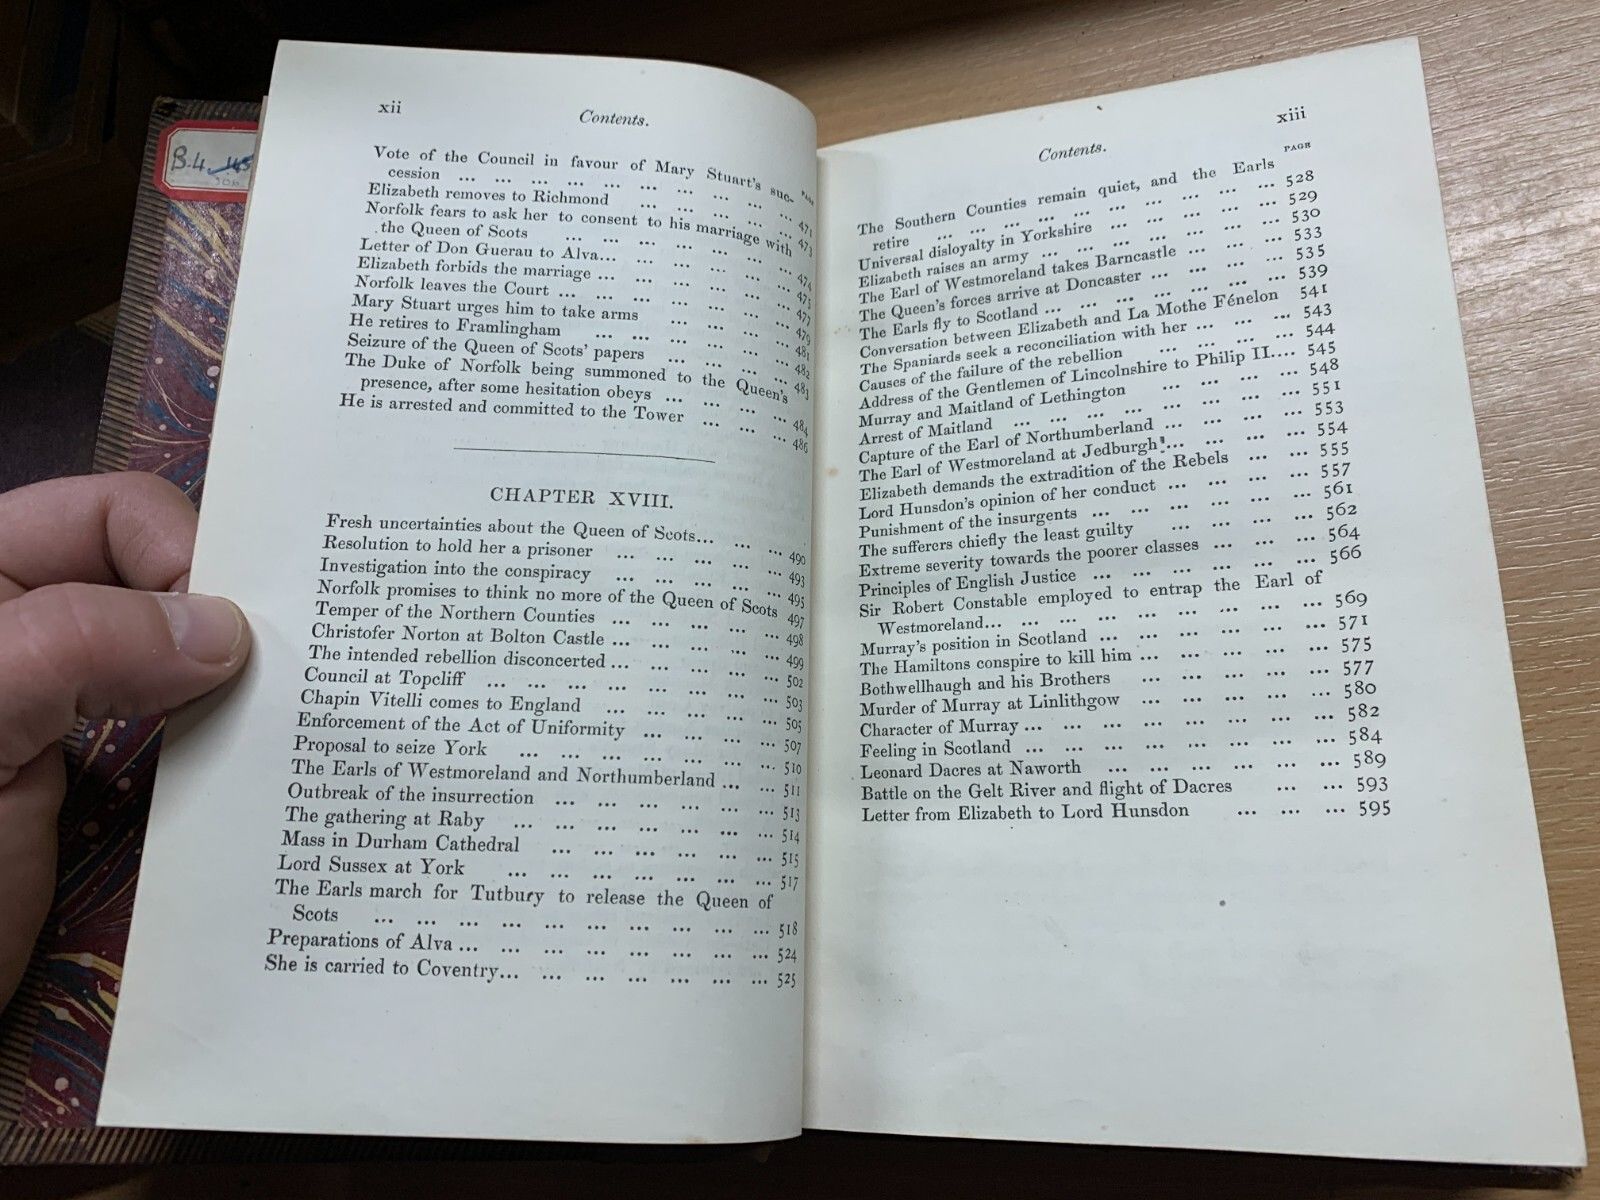 B.4. 145
306
xii
Contents.
PAGE
Vote of the Council in favour of Mary Stuart's suc-
cession ... ... ... ... ... ... ... ... 471
Elizabeth removes to Richmond ... ... ... ... 473
Norfolk fears to ask her to consent to his marriage with
the Queen of Scots ... ... ... ... ... ... 474
Letter of Don Guerau to Alva... ... ... ... ... 475
Elizabeth forbids the marriage ... ... ... ... ... 477
Norfolk leaves the Court ... ... ... ... ... ... 479
Mary Stuart urges him to take arms ... ... ... ... 481
He retires to Framlingham ... ... ... ... ... 482
Seizure of the Queen of Scots' papers ... ... ... ... 483
The Duke of Norfolk being summoned to the Queen's
presence, after some hesitation obeys ... ... ... ... 484
He is arrested and committed to the Tower ... ... ... 486
CHAPTER XVIII.
Fresh uncertainties about the Queen of Scots... ... ... 490
Resolution to hold her a prisoner ... ... ... ... ... 493
Investigation into the conspiracy ... ... ... ... ... 495
Norfolk promises to think no more of the Queen of Scots 497
Temper of the Northern Counties ... ... ... ... ... 498
Christofer Norton at Bolton Castle ... ... ... ... ... 499
The intended rebellion disconcerted ... ... ... ... ... 502
Council at Topcliff ... ... ... ... ... ... ... 503
Chapin Vitelli comes to England ... ... ... ... ... 505
Enforcement of the Act of Uniformity ... ... ... ... 507
Proposal to seize York ... ... ... ... ... ... ... 510
The Earls of Westmoreland and Northumberland ... ... 511
Outbreak of the insurrection ... ... ... ... ... ... 513
The gathering at Raby ... ... ... ... ... ... ... 514
Mass in Durham Cathedral ... ... ... ... ... ... 515
Lord Sussex at York ... ... ... ... ... ... ... 517
The Earls march for Tutbury to release the Queen of
Scots ... ... ... ... ... ... ... ... ... ... 518
Preparations of Alva ... ... ... ... ... ... ... ... 524
She is carried to Coventry... ... ... ... ... ... ... 525
xiii
Contents.
PAGE
The Southern Counties remain quiet, and the Earls
retire ... ... ... ... ... ... ... ... ... 528
Universal disloyalty in Yorkshire ... ... ... ... ... 529
Elizabeth raises an army ... ... ... ... ... ... ... 530
The Earl of Westmoreland takes Barncastle ... ... ... 533
The Queen's forces arrive at Doncaster ... ... ... ... 535
The Earls fly to Scotland ... ... ... ... ... ... ... 539
Conversation between Elizabeth and La Mothe Fénelon 541
The Spaniards seek a reconciliation with her ... ... ... 543
Causes of the failure of the rebellion ... ... ... ... 544
Address of the Gentlemen of Lincolnshire to Philip II.... 545
Murray and Maitland of Lethington ... ... ... ... 548
Arrest of Maitland ... ... ... ... ... ... ... ... 551
Capture of the Earl of Northumberland ... ... ... ... 553
The Earl of Westmoreland at Jedburgh ... ... ... ... 554
Elizabeth demands the extradition of the Rebels ... ... 555
Lord Hunsdon's opinion of her conduct ... ... ... ... 557
Punishment of the insurgents ... ... ... ... ... ... 561
The sufferers chiefly the least guilty ... ... ... ... 562
Extreme severity towards the poorer classes ... ... ... 564
Principles of English Justice ... ... ... ... ... ... 566
Sir Robert Constable employed to entrap the Earl of
Westmoreland... ... ... ... ... ... ... ... ... 569
Murray's position in Scotland ... ... ... ... ... ... 571
The Hamiltons conspire to kill him ... ... ... ... ... 575
Bothwellhaugh and his Brothers ... ... ... ... ... 577
Murder of Murray at Linlithgow ... ... ... ... ... 580
Character of Murray ... ... ... ... ... ... ... ... 582
Feeling in Scotland ... ... ... ... ... ... ... ... 584
Leonard Dacres at Naworth ... ... ... ... ... ... 589
Battle on the Gelt River and flight of Dacres ... ... 593
Letter from Elizabeth to Lord Hunsdon ... ... ... 595